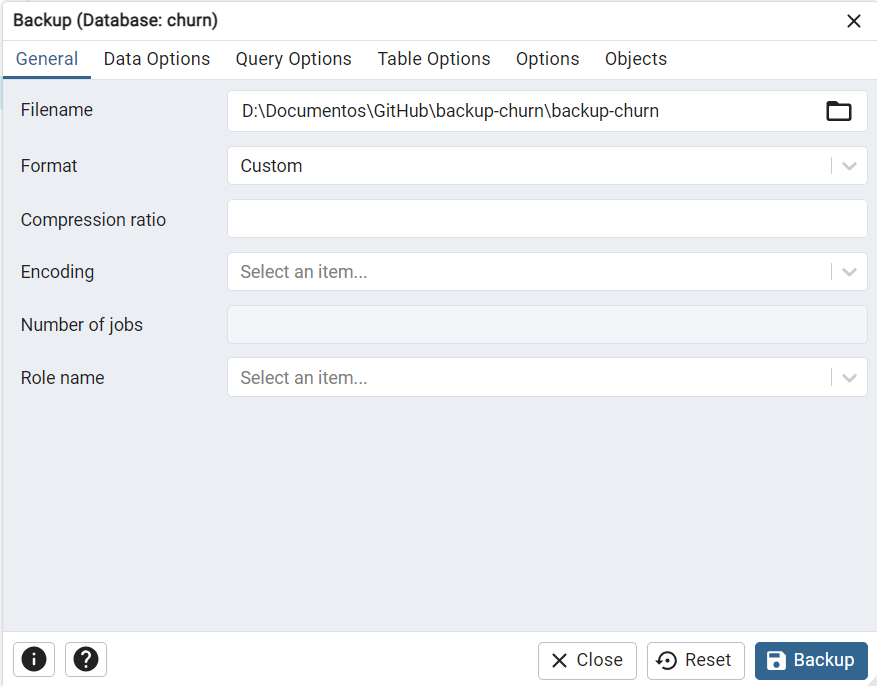 Backup (Database: churn)
General Data Options Query Options Table Options Options Objects
Filename D:\Documentos\GitHub\backup-churn\backup-churn
Format Custom
Compression ratio
Encoding Select an item...
Number of jobs
Role name Select an item...
Close Reset Backup